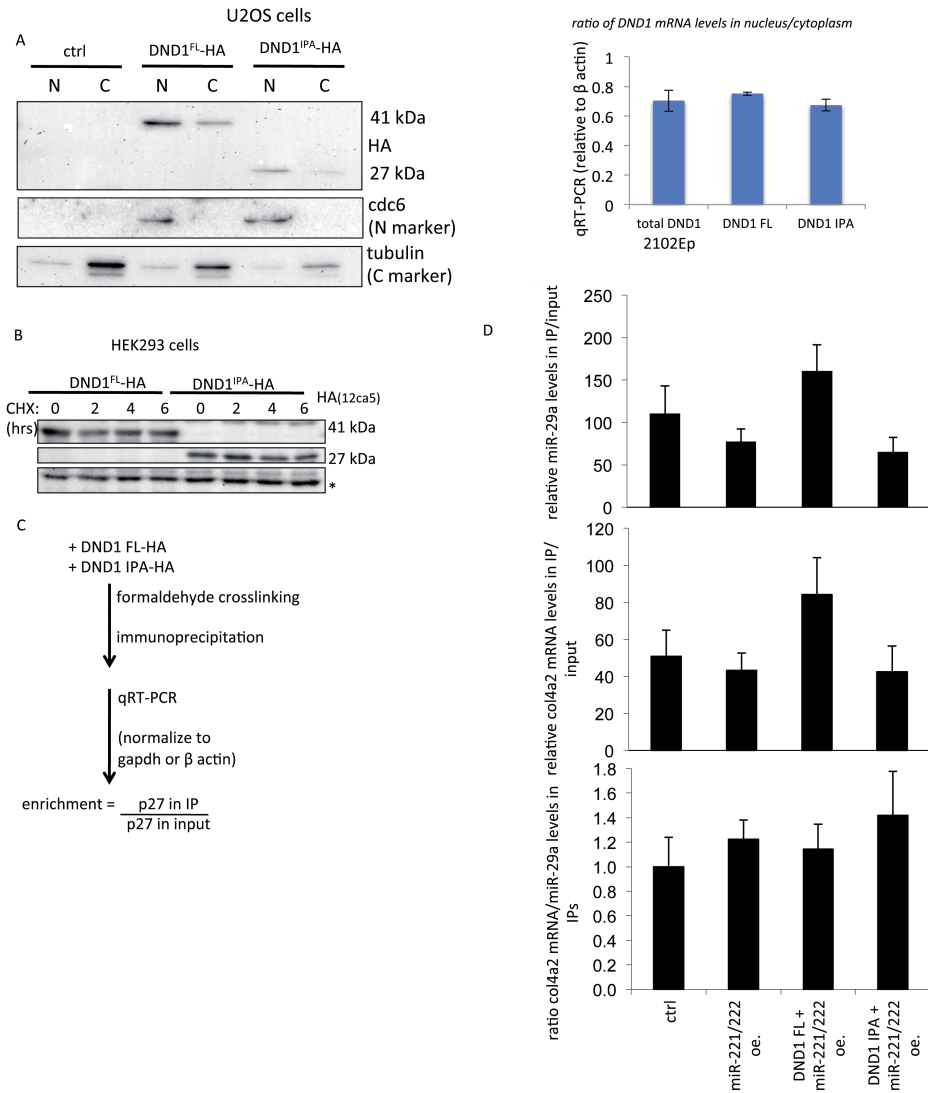 U2OS cells
A
ctrl
DND1FL-HA
DND1IPA-HA
N C N C N C
41 kDa
HA
27 kDa
cdc6
(N marker)
tubulin
(C marker)
ratio of DND1 mRNA levels in nucleus/cytoplasm
qRT-PCR (relative to β actin)
1
0.8
0.6
0.4
0.2
0
total DND1
2102Ep
DND1 FL
DND1 IPA
B
HEK293 cells
DND1FL-HA
DND1IPA-HA
CHX: 0 2 4 6 0 2 4 6
(hrs)
HA(12ca5)
41 kDa
27 kDa
*
C
+ DND1 FL-HA
+ DND1 IPA-HA
formaldehyde crosslinking
immunoprecipitation
qRT-PCR
(normalize to
gapdh or β actin)
enrichment = p27 in IP
p27 in input
D
relative miR-29a levels in IP/input
250
200
150
100
50
0
relative col4a2 mRNA levels in IP/
input
120
100
80
60
40
20
0
ratio col4a2 mRNA/miR-29a levels in
IPs
1.8
1.6
1.4
1.2
1.0
0.8
0.6
0.4
0.2
0.0
ctrl
miR-221/222
oe.
DND1 FL +
miR-221/222
oe.
DND1 IPA +
miR-221/222
oe.